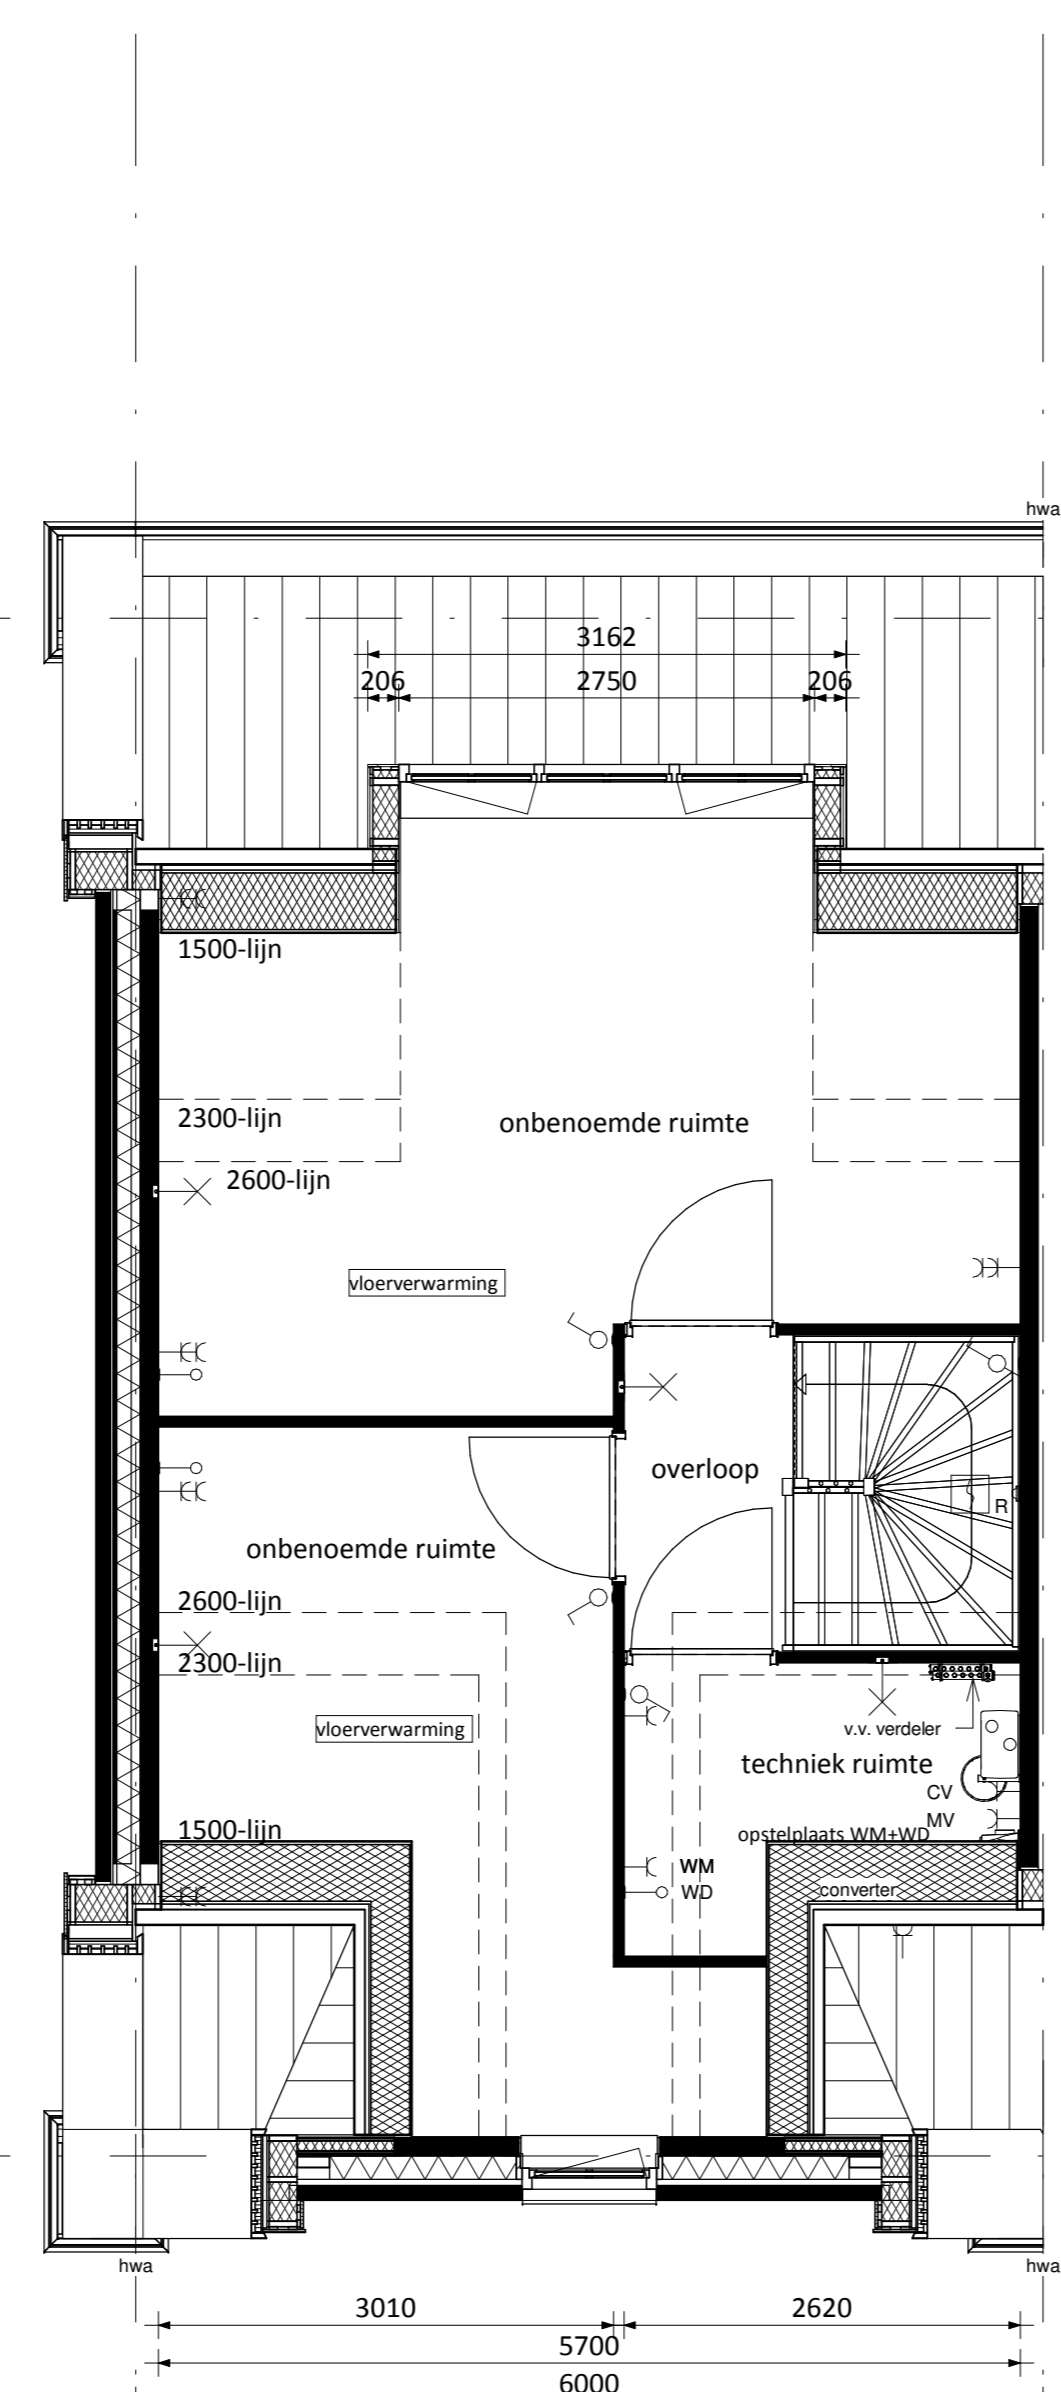 hwa
3162
206 2750 206
1500-lijn
2300-lijn
onbenoemde ruimte
2600-lijn
vloerverwarming
overloop
R
onbenoemde ruimte
2600-lijn
2300-lijn
vloerverwarming
v.v. verdeler
techniek ruimte
CV
MV
1500-lijn
opstelplaats WM+WD
WM
WD
converter
hwa
hwa
3010
2620
5700
6000